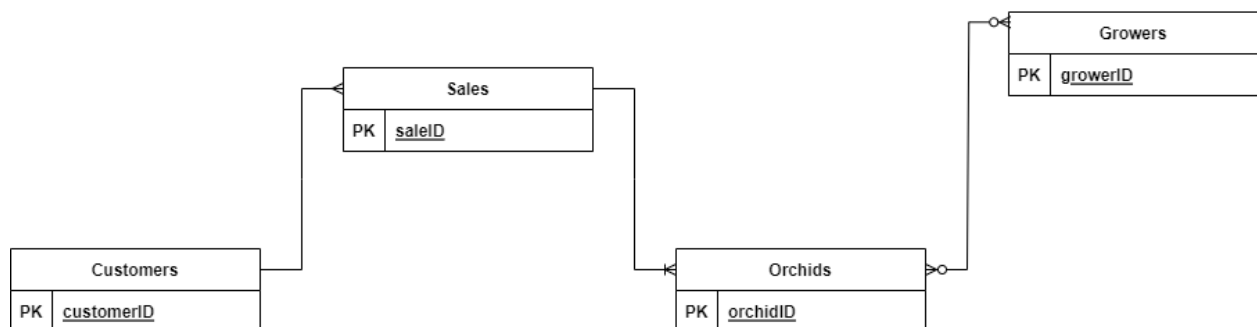 Growers
PK growerID
Sales
PK saleID
Customers
PK customerID
Orchids
PK orchidID